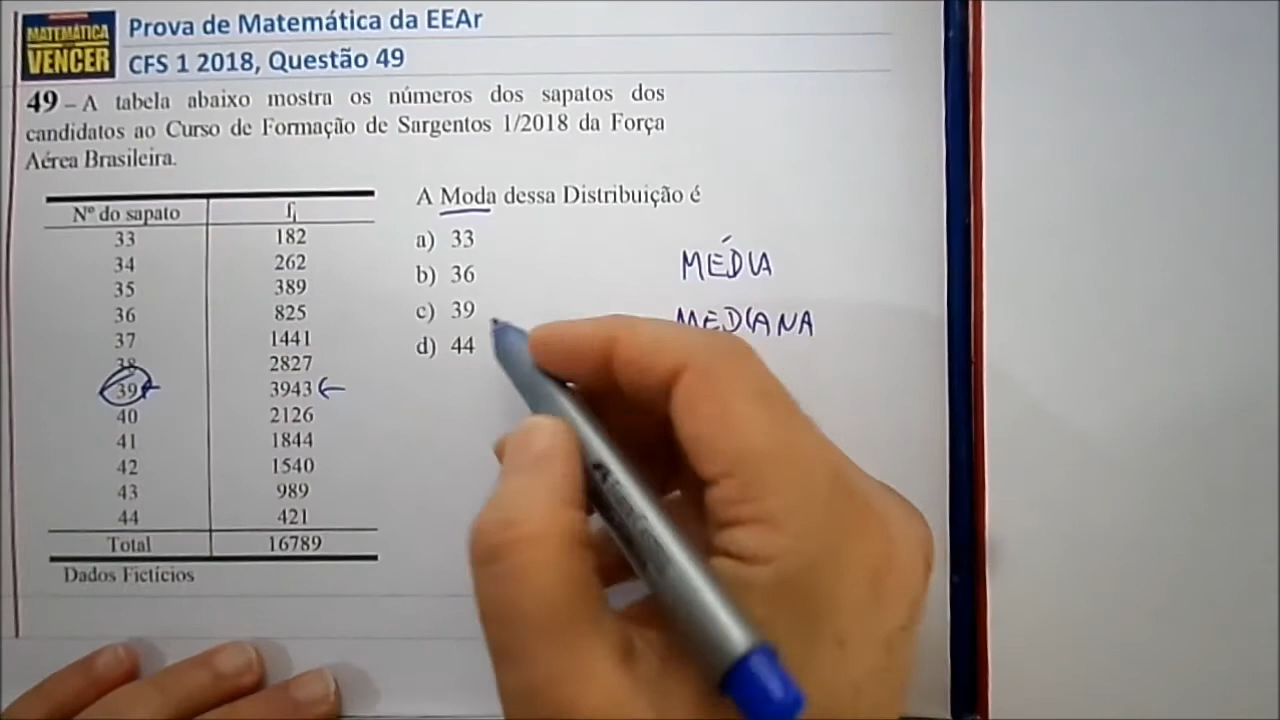 MATEMÁTICA
VENCER
Prova de Matemática da EEAr
CFS 1 2018, Questão 49
49 – A tabela abaixo mostra os números dos sapatos dos
candidatos ao Curso de Formação de Sargentos 1/2018 da Força
Aérea Brasileira.
Nº do sapato fi
33 182
34 262
35 389
36 825
37 1441
38 2827
39 3943
40 2126
41 1844
42 1540
43 989
44 421
Total 16789
Dados Fictícios
A Moda dessa Distribuição é
a) 33
b) 36
c) 39
d) 44
MÉDIA
MEDIANA